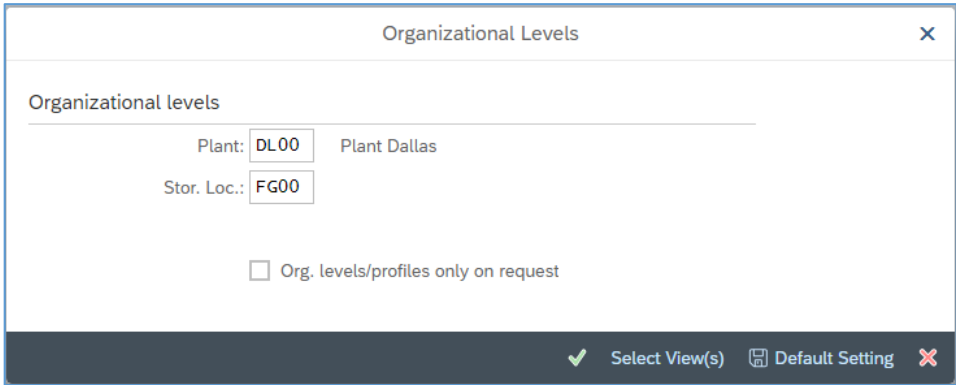 Organizational Levels
Organizational levels
Plant: DL00 Plant Dallas
Stor. Loc.: FG00
Org. levels/profiles only on request
Select View(s) Default Setting